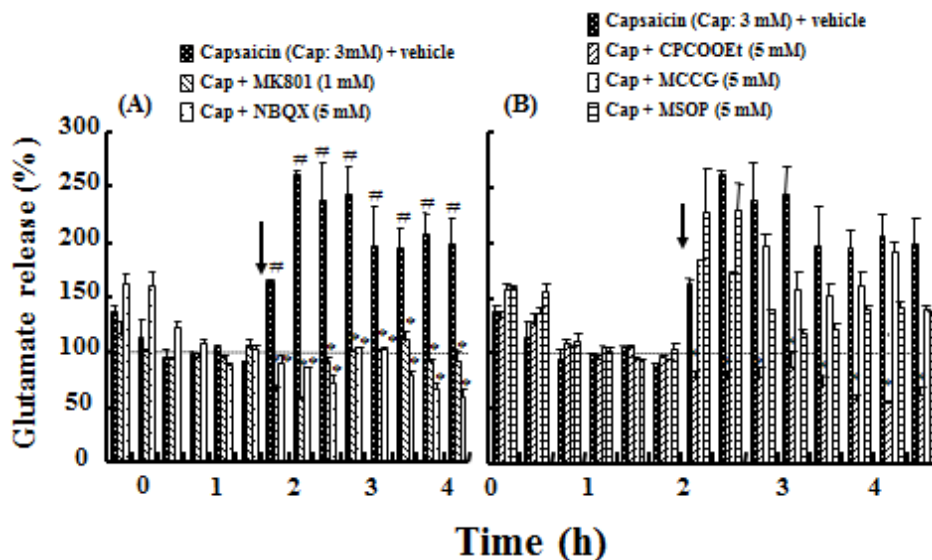 Capsaicin (Cap: 3mM) + vehicle
Cap + MK801 (1 mM)
Cap + NBQX (5 mM)
(A)
Capsaicin (Cap: 3 mM) + vehicle
Cap + CPCOOEt (5 mM)
Cap + MCCG (5 mM)
Cap + MSOP (5 mM)
(B)
Glutamate release (%)
300
250
200
150
100
50
0
# # # # # # # #
0 1 2 3 4
0 1 2 3 4
Time (h)